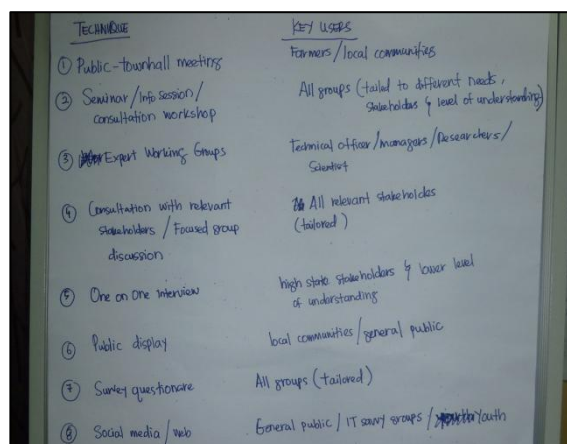 TECHNIQUE KEY USERS
① Public-townhall meeting Farmers/local communities
② Seminar/Info session/ All groups (tailed to different needs,
consultation workshop stakeholders & level of understanding)
③ Expert Working Groups Technical officer/managers/Researchers/
Scientist
④ Consultation with relevant All relevant stakeholdes
stakeholders / Focused group (tailored)
discussion
⑤ One on One interview high stake stakeholders & lower level
of understanding
⑥ Public display local communities/general public
⑦ Survey questionare All groups (tailored)
⑧ Social media/web General public / IT savvy groups / Youth